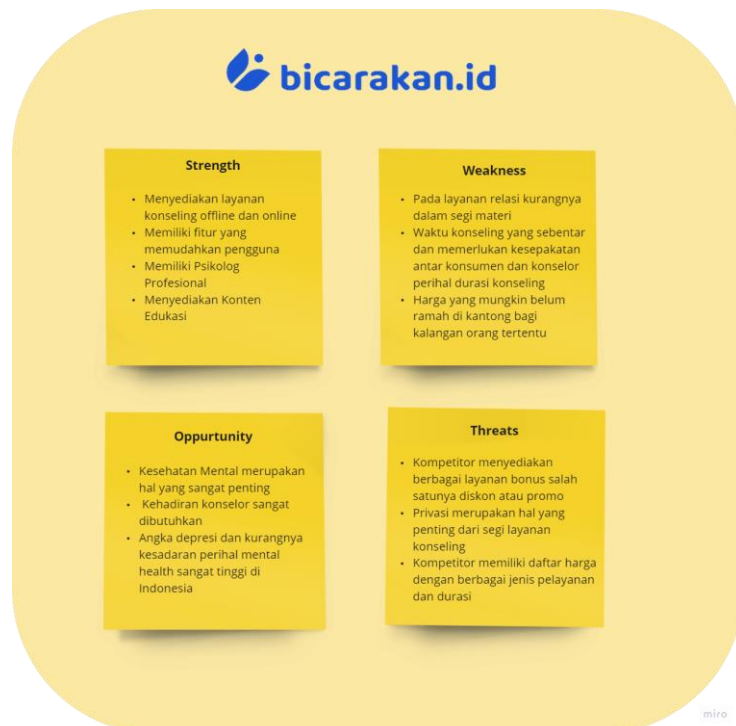 bicarakan.id
Strength
• Menyediakan layanan
konseling offline dan online
• Memiliki fitur yang
memudahkan pengguna
• Memiliki Psikolog
Profesional
• Menyediakan Konten
Edukasi
Weakness
• Pada layanan relasi kurangnya
dalam segi materi
• Waktu konseling yang sebentar
dan memerlukan kesepakatan
antar konsumen dan konselor
perihal durasi konseling
• Harga yang mungkin belum
ramah di kantong bagi
kalangan orang tertentu
Oppurtunity
• Kesehatan Mental merupakan
hal yang sangat penting
• Kehadiran konselor sangat
dibutuhkan
• Angka depresi dan kurangnya
kesadaran perihal mental
health sangat tinggi di
Indonesia
Threats
• Kompetitor menyediakan
berbagai layanan bonus salah
satunya diskon atau promo
• Privasi merupakan hal yang
penting dari segi layanan
konseling
• Kompetitor memiliki daftar harga
dengan berbagai jenis pelayanan
dan durasi
miro